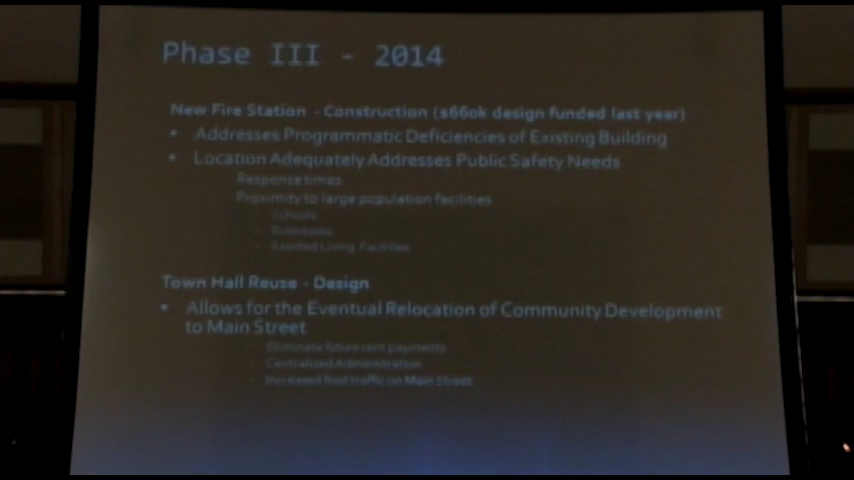 Phase III - 2014
New Fire Station - Construction ($660k design funded last year)
• Addresses Programmatic Deficiencies of Existing Building
• Location Adequately Addresses Public Safety Needs
Response times
Proximity to large population facilities
- Schools
- Businesses
- Assisted Living Facilities
Town Hall Reuse - Design
• Allows for the Eventual Relocation of Community Development
to Main Street
- Eliminate future rent payments
- Centralized Administration
- Increased foot traffic on Main Street